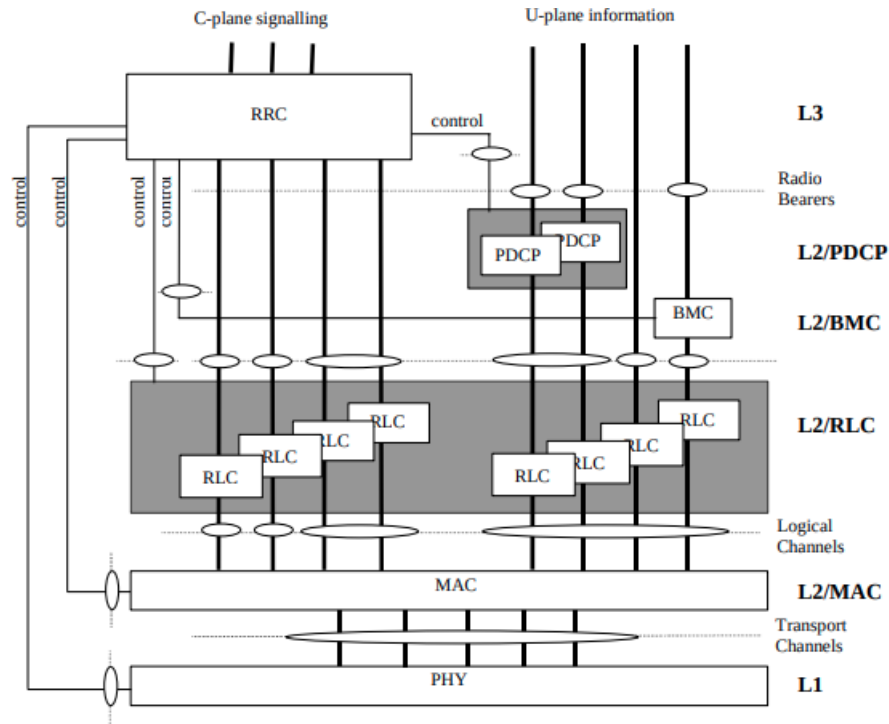 C-plane signalling
U-plane information
RRC
control
L3
control
control
control
control
Radio
Bearers
PDCP
PDCP
L2/PDCP
BMC
L2/BMC
RLC
RLC
RLC
RLC
RLC
RLC
RLC
RLC
L2/RLC
Logical
Channels
MAC
L2/MAC
Transport
Channels
PHY
L1